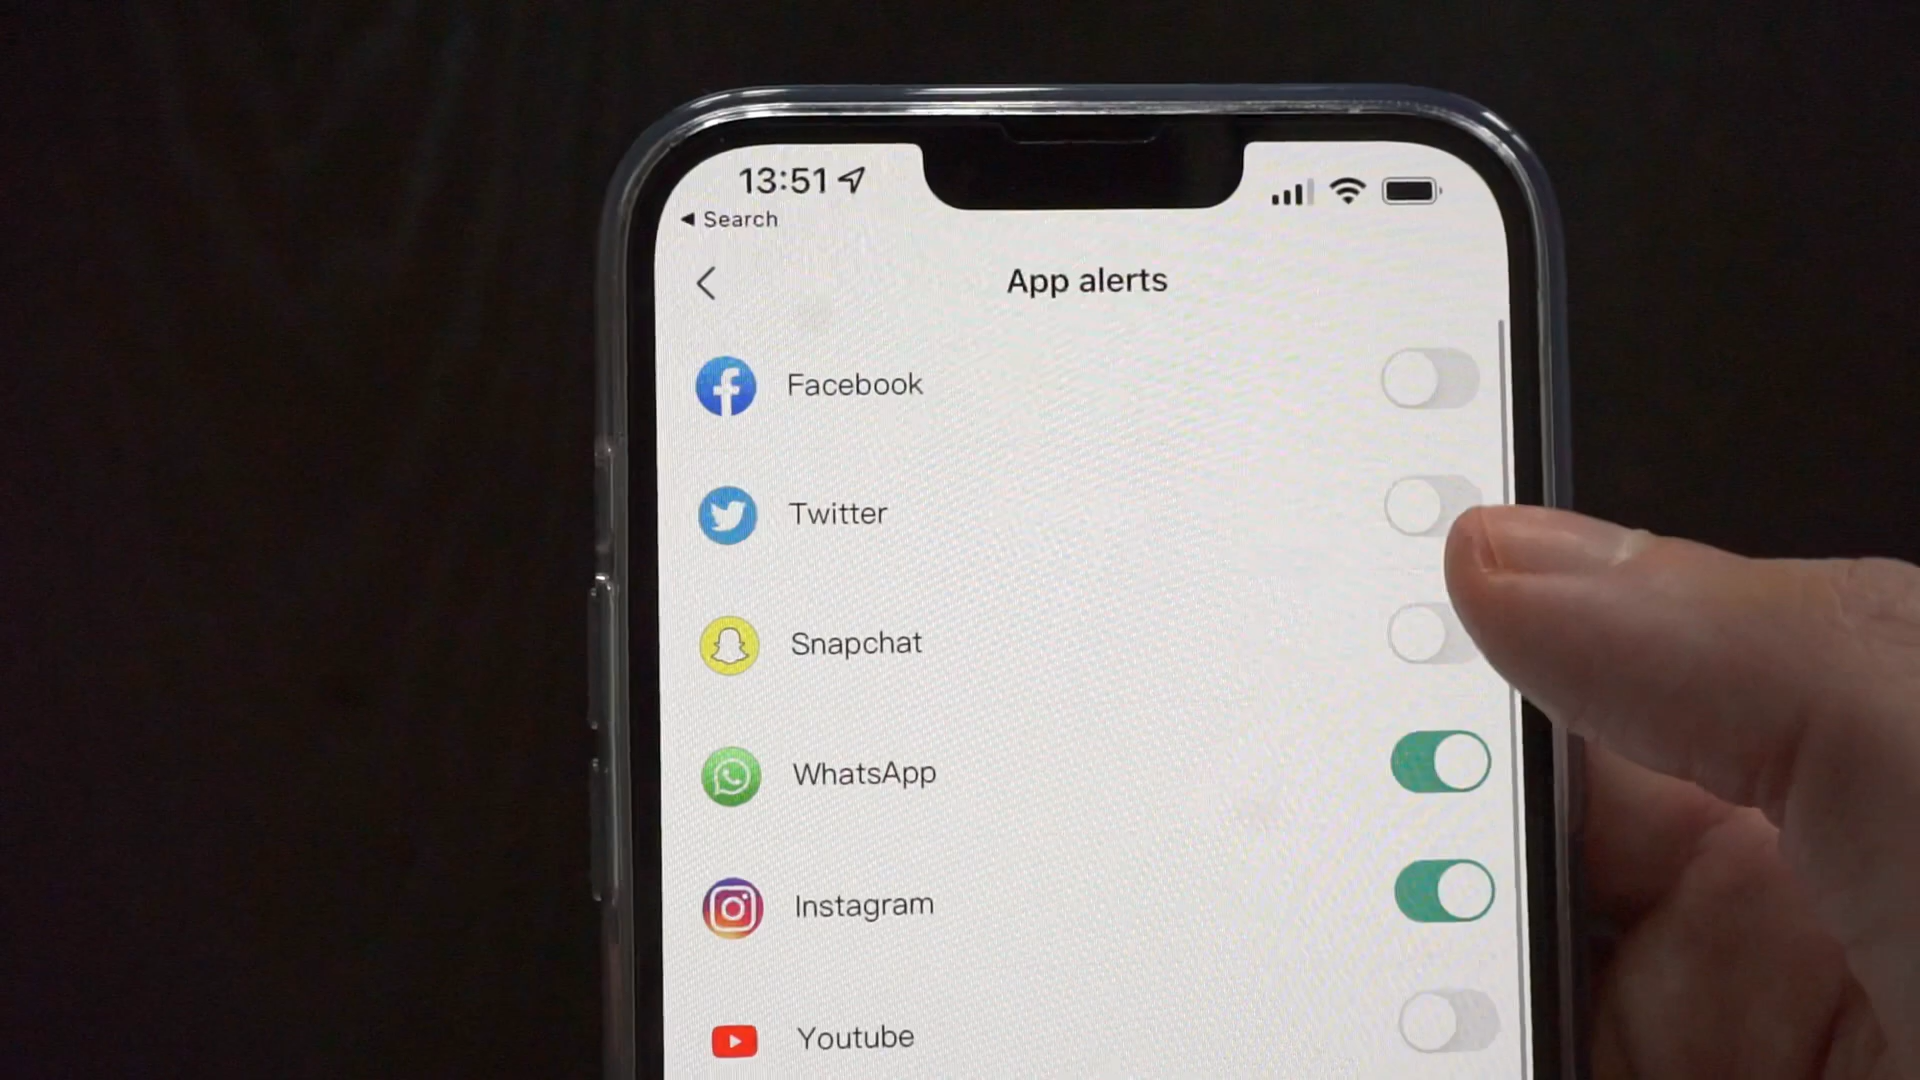 13:51
Search
App alerts
Facebook
Twitter
Snapchat
WhatsApp
Instagram
Youtube